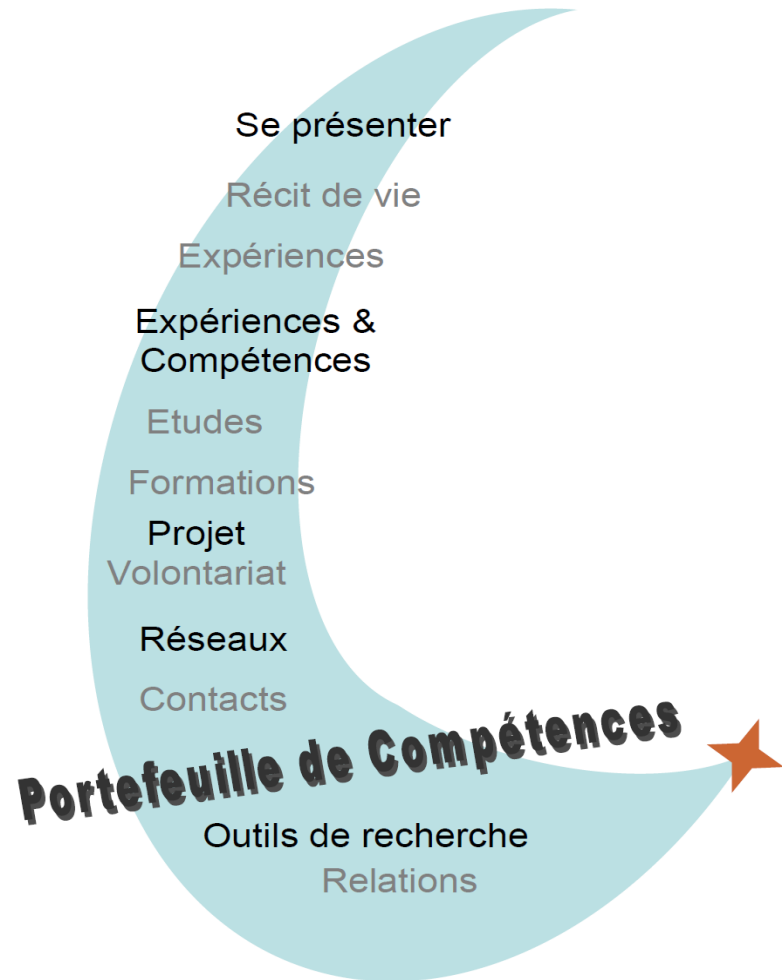 Se présenter
Récit de vie
Expériences
Expériences &
Compétences
Etudes
Formations
Projet
Volontariat
Réseaux
Contacts
Portefeuille de Compétences
Outils de recherche
Relations